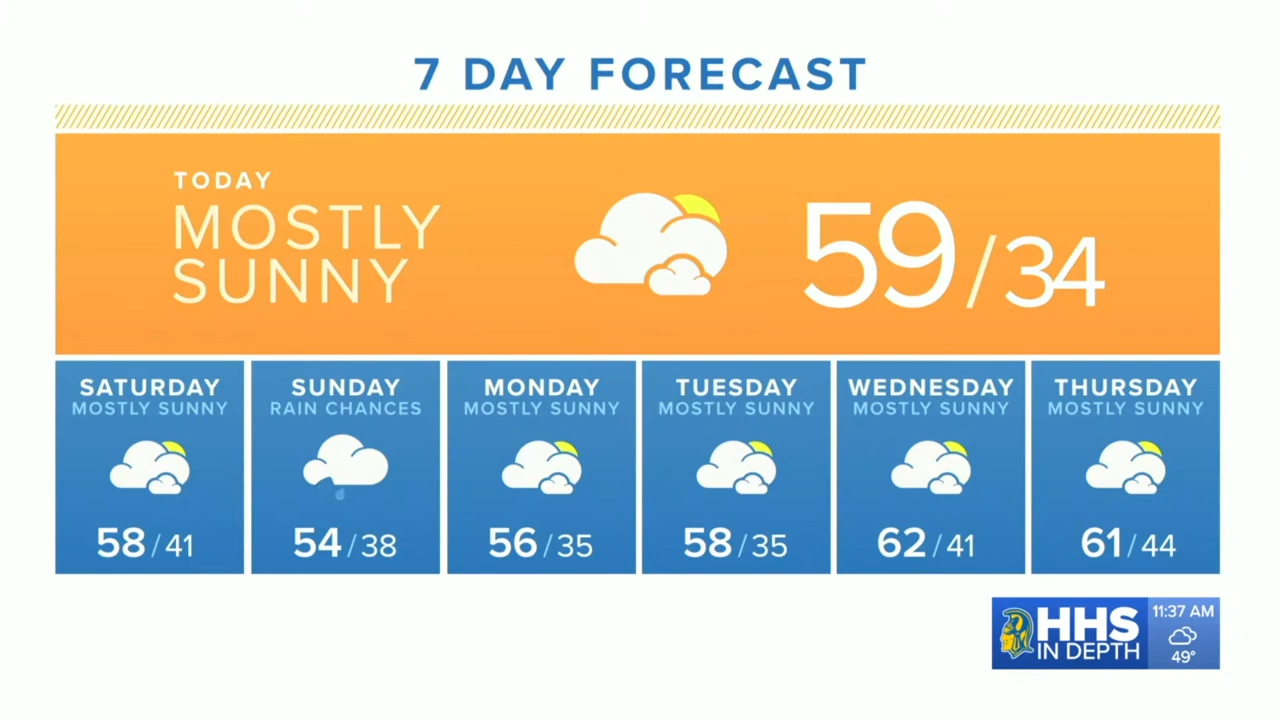 7 DAY FORECAST
TODAY
MOSTLY
SUNNY
59/34
SATURDAY
MOSTLY SUNNY
58/41
SUNDAY
RAIN CHANCES
54/38
MONDAY
MOSTLY SUNNY
56/35
TUESDAY
MOSTLY SUNNY
58/35
WEDNESDAY
MOSTLY SUNNY
62/41
THURSDAY
MOSTLY SUNNY
61/44
HHS
IN DEPTH
11:37 AM
49°